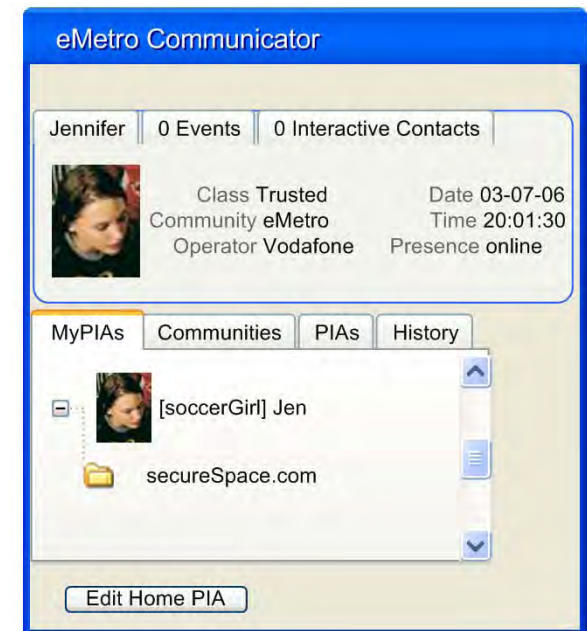 eMetro Communicator
Jennifer 0 Events 0 Interactive Contacts
Class Trusted Date 03-07-06
Community eMetro Time 20:01:30
Operator Vodafone Presence online
MyPIAs Communities PIAs History
[soccerGirl] Jen
secureSpace.com
Edit Home PIA